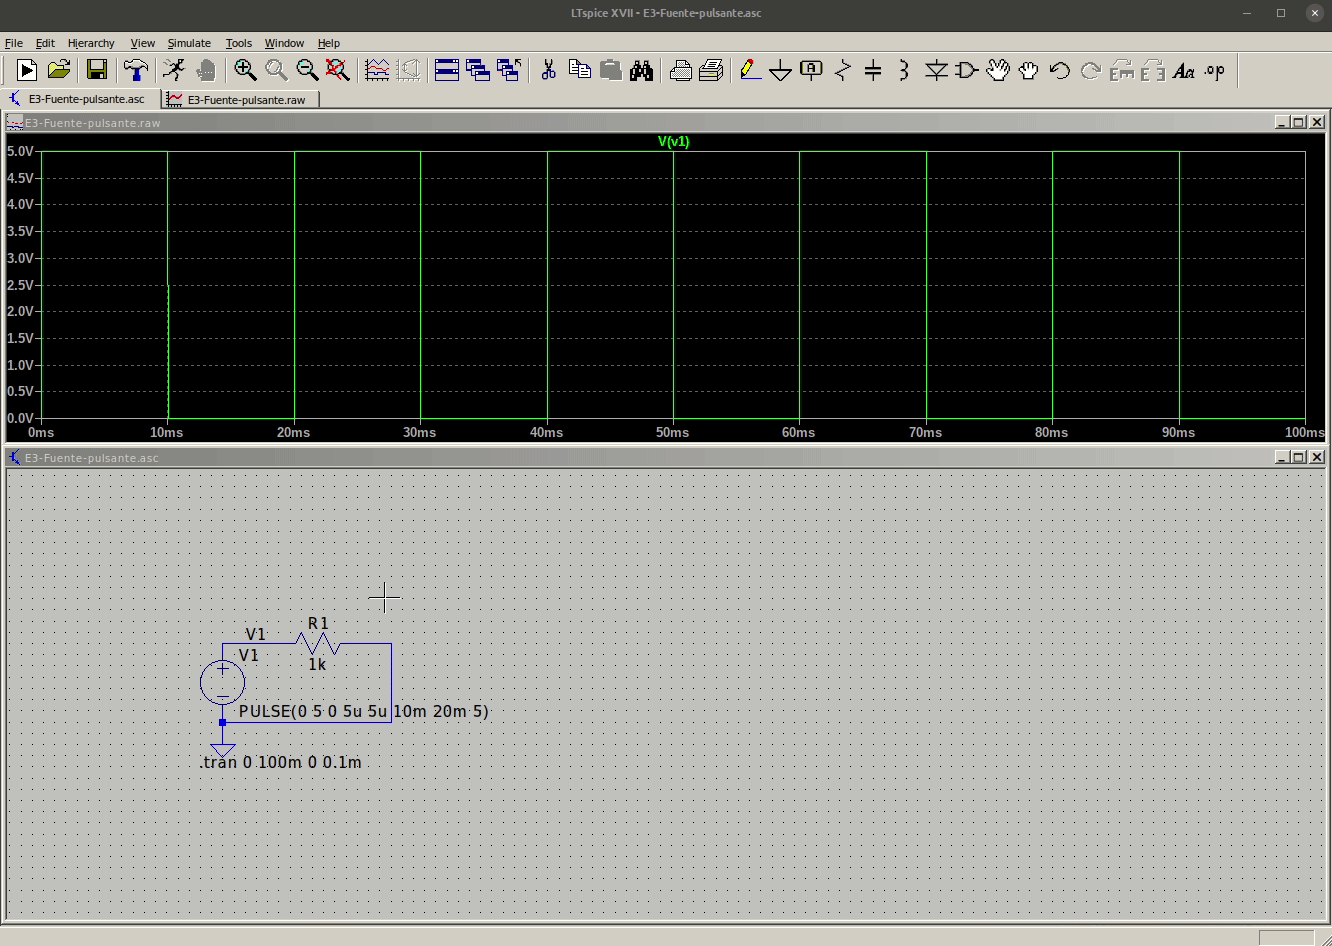 LTspice XVII - E3-Fuente-pulsante.asc
File Edit Hierarchy View Simulate Tools Window Help
A Aa .op
E3-Fuente-pulsante.asc E3-Fuente-pulsante.raw
E3-Fuente-pulsante.raw
V(v1)
5.0V
4.5V
4.0V
3.5V
3.0V
2.5V
2.0V
1.5V
1.0V
0.5V
0.0V
0ms 10ms 20ms 30ms 40ms 50ms 60ms 70ms 80ms 90ms 100ms
E3-Fuente-pulsante.asc
R1
V1
V1
1k
PULSE(0 5 0 5u 5u 10m 20m 5)
.tran 0 100m 0 0.1m